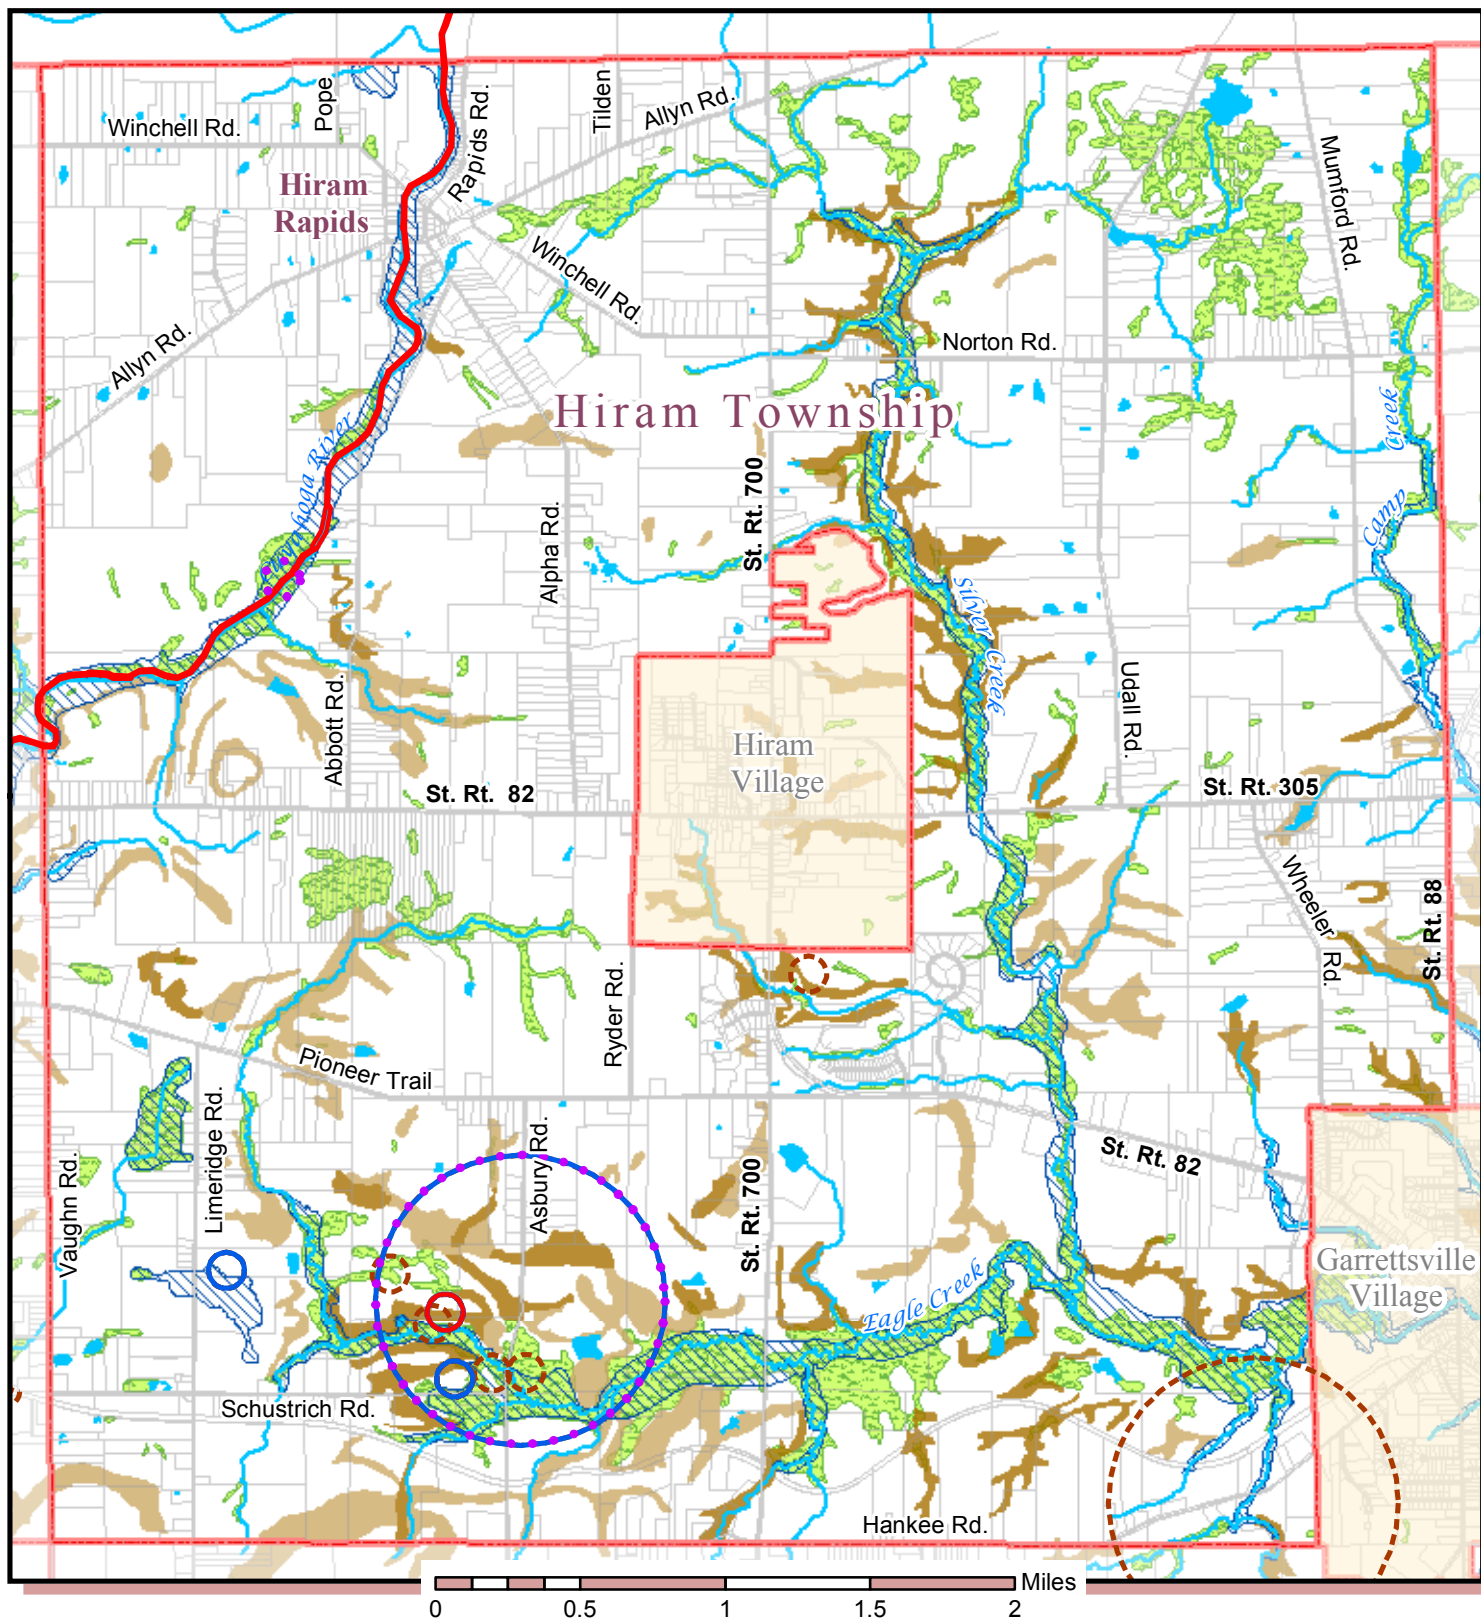 Winchell Rd.
Pope
Rapids Rd.
Tilden
Allyn Rd.
Mumford Rd.
Hiram
Rapids
Winchell Rd.
Allyn Rd.
Norton Rd.
Hiram Township
Cuyahoga River
Camp
Creek
St. Rt. 700
Alpha Rd.
Silver
Creek
Abbott Rd.
Udall Rd.
Hiram
Village
St. Rt. 82
St. Rt. 305
Wheeler
Rd.
St. Rt. 88
Ryder Rd.
Pioneer Trail
Limeridge Rd.
Vaughn Rd.
Asbury Rd.
St. Rt. 700
St. Rt. 82
Eagle Creek
Garrettsville
Village
Schustrich Rd.
Hankee Rd.
Miles
0 0.5 1 1.5 2